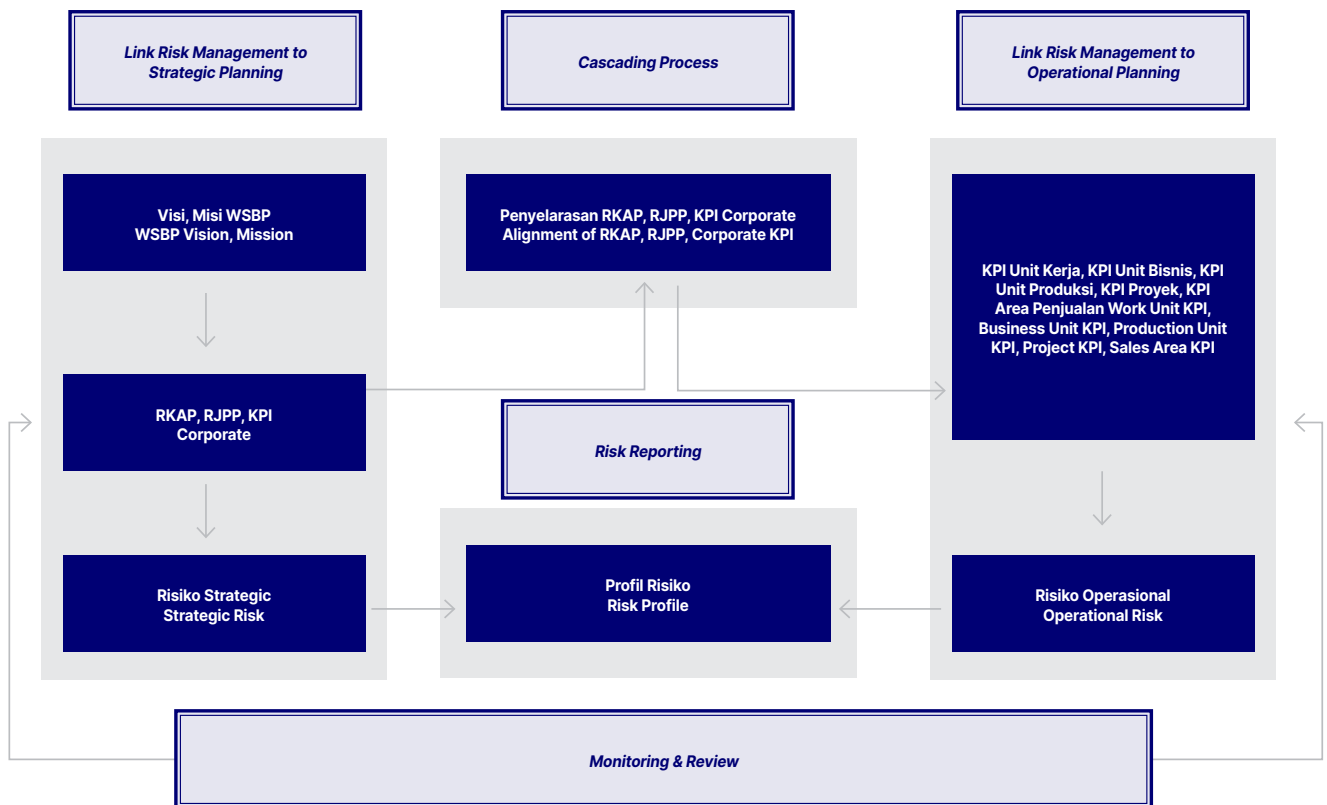 Link Risk Management to
Strategic Planning
Cascading Process
Link Risk Management to
Operational Planning
Visi, Misi WSBP
WSBP Vision, Mission
Penyelarasan RKAP, RJPP, KPI Corporate
Alignment of RKAP, RJPP, Corporate KPI
KPI Unit Kerja, KPI Unit Bisnis, KPI
Unit Produksi, KPI Proyek, KPI
Area Penjualan Work Unit KPI,
Business Unit KPI, Production Unit
KPI, Project KPI, Sales Area KPI
RKAP, RJPP, KPI
Corporate
Risk Reporting
Risiko Strategic
Strategic Risk
Profil Risiko
Risk Profile
Risiko Operasional
Operational Risk
Monitoring & Review